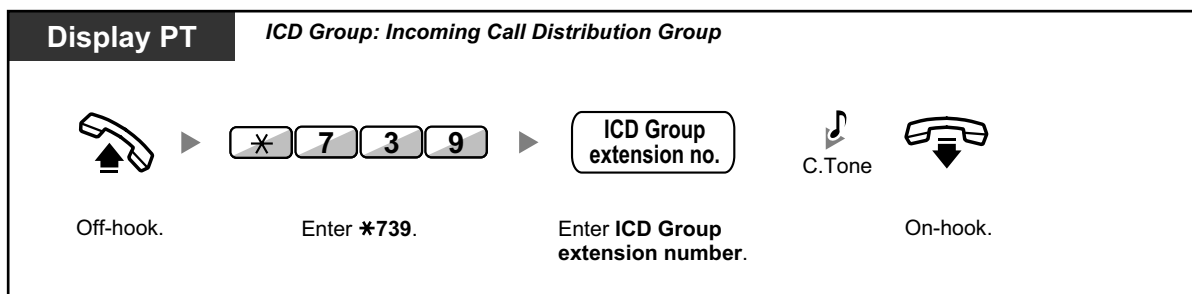 Display PT
ICD Group: Incoming Call Distribution Group
✱ 7 3 9
ICD Group
extension no.
C.Tone
Off-hook.
Enter ✱739.
Enter ICD Group
extension number.
On-hook.